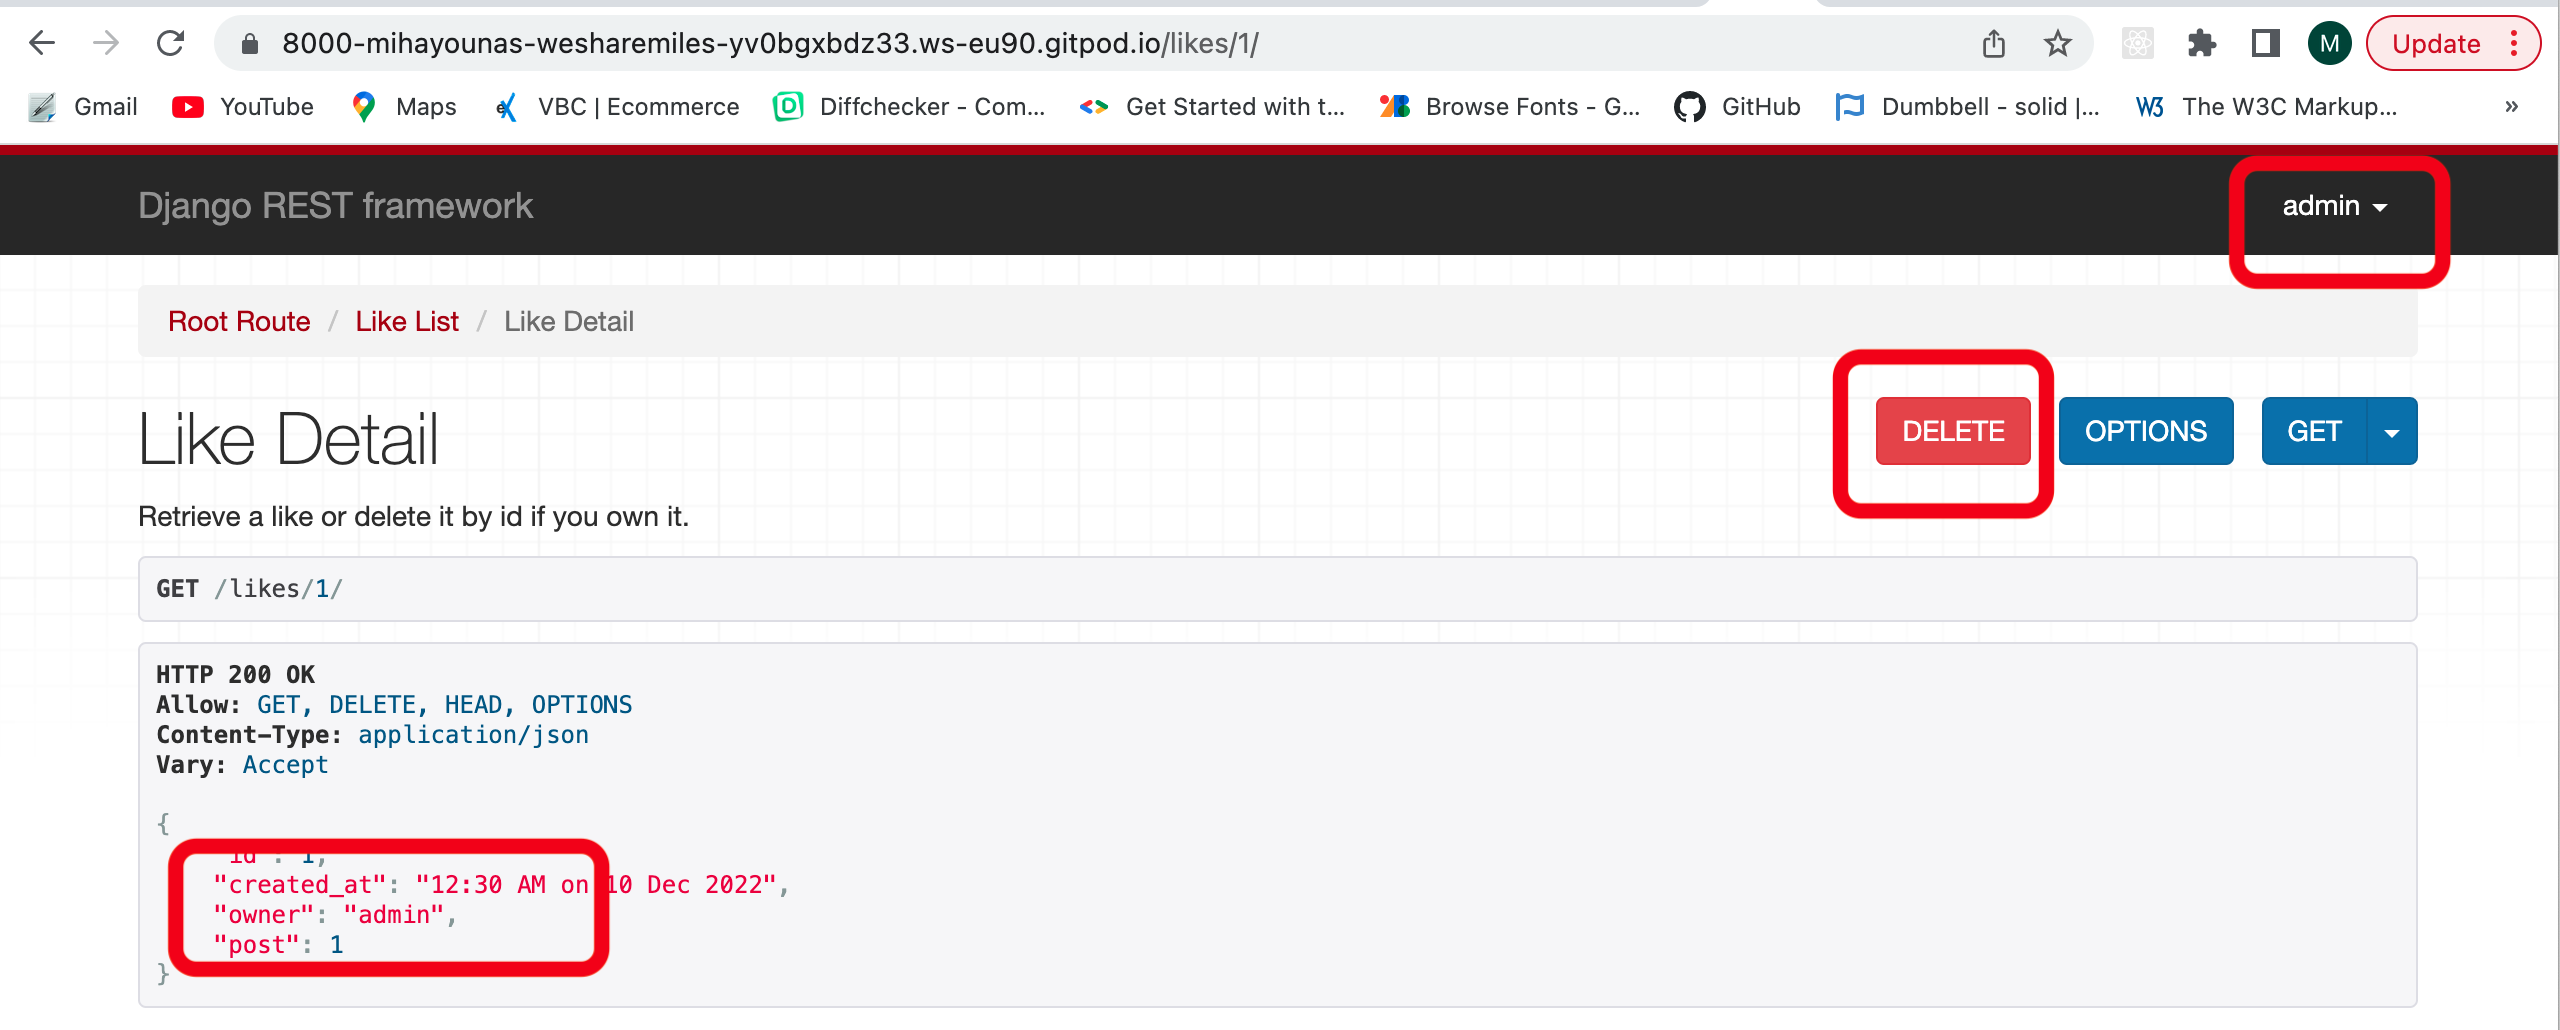 8000-mihayounas-wesharemiles-yv0bgxbdz33.ws-eu90.gitpod.io/likes/1/
M
Update
Gmail YouTube Maps VBC | Ecommerce Diffchecker - Com... Get Started with t... Browse Fonts - G... GitHub Dumbbell - solid |... The W3C Markup... »
Django REST framework
admin
Root Route / Like List / Like Detail
Like Detail
DELETE OPTIONS GET
Retrieve a like or delete it by id if you own it.
GET /likes/1/
HTTP 200 OK
Allow: GET, DELETE, HEAD, OPTIONS
Content-Type: application/json
Vary: Accept
{
"id": 1,
"created_at": "12:30 AM on 10 Dec 2022",
"owner": "admin",
"post": 1
}